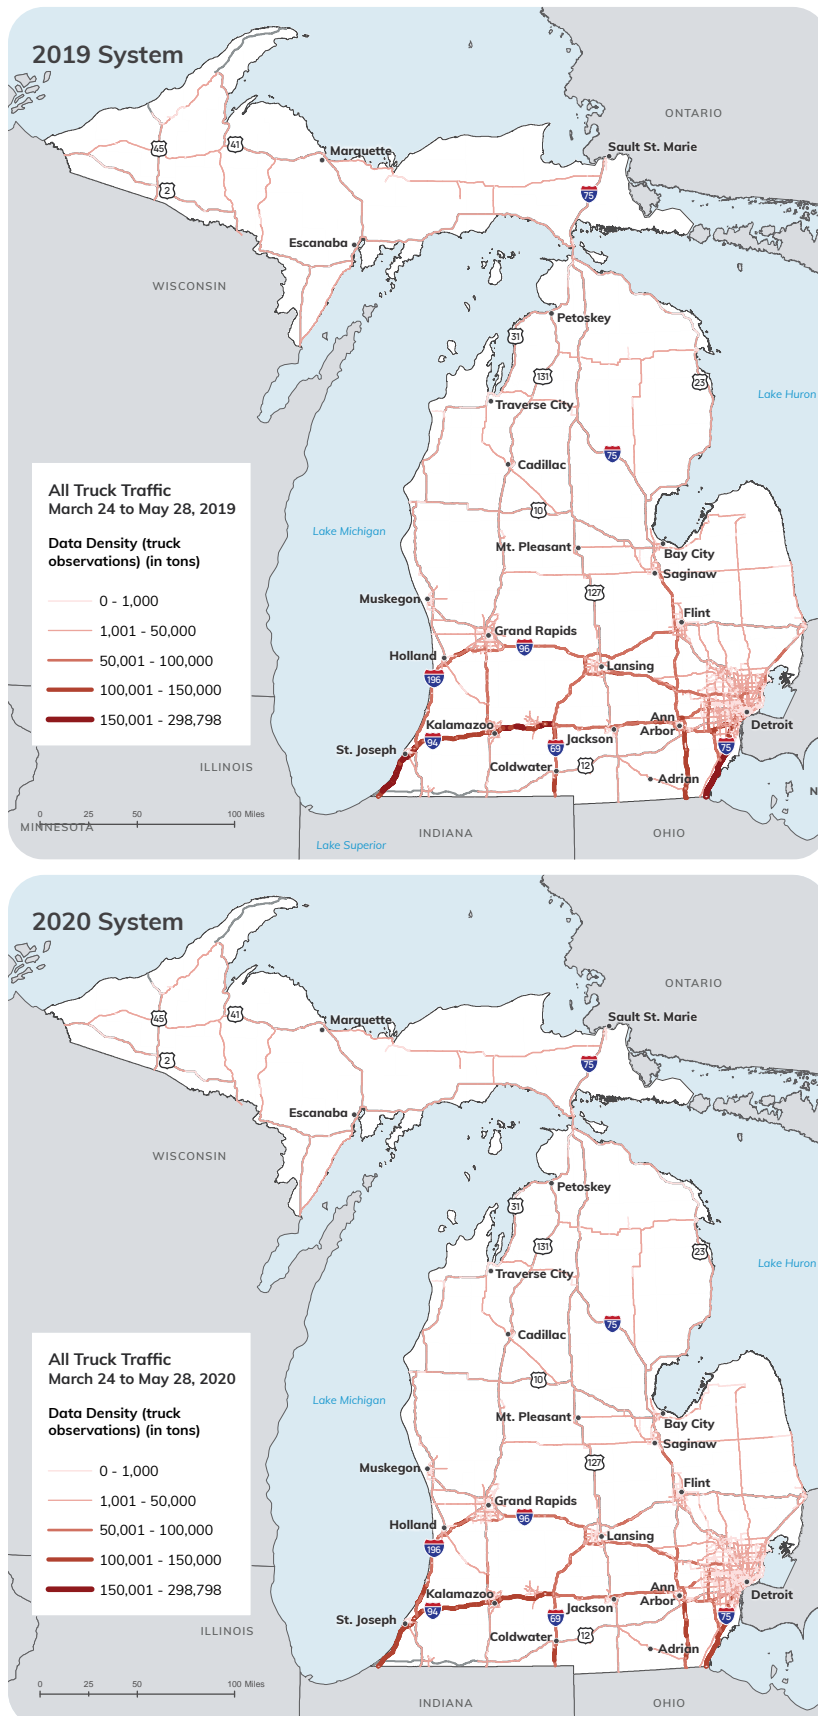 2019 System
ONTARIO
Sault St. Marie
Marquette
45
41
2
75
Escanaba
WISCONSIN
Petoskey
31
131
23
Lake Huron
Traverse City
75
Cadillac
All Truck Traffic
March 24 to May 28, 2019
10
Lake Michigan
Data Density (truck
observations) (in tons)
Mt. Pleasant
Bay City
Saginaw
0 - 1,000
Muskegon
127
Flint
1,001 - 50,000
Grand Rapids
96
Holland
50,001 - 100,000
Lansing
196
100,001 - 150,000
150,001 - 298,798
Kalamazoo
Ann
Arbor
Detroit
94
Jackson
69
75
St. Joseph
Coldwater
12
Adrian
ILLINOIS
N
0 25 50 100 Miles
MINNESOTA
INDIANA
OHIO
Lake Superior
2020 System
ONTARIO
Sault St. Marie
Marquette
45
41
2
75
Escanaba
WISCONSIN
Petoskey
31
131
23
Lake Huron
Traverse City
75
Cadillac
All Truck Traffic
March 24 to May 28, 2020
10
Lake Michigan
Data Density (truck
observations) (in tons)
Mt. Pleasant
Bay City
Saginaw
0 - 1,000
Muskegon
127
Flint
1,001 - 50,000
Grand Rapids
96
Holland
50,001 - 100,000
Lansing
196
100,001 - 150,000
150,001 - 298,798
Kalamazoo
Ann
Arbor
Detroit
94
Jackson
69
75
St. Joseph
Coldwater
12
Adrian
ILLINOIS
0 25 50 100 Miles
INDIANA
OHIO